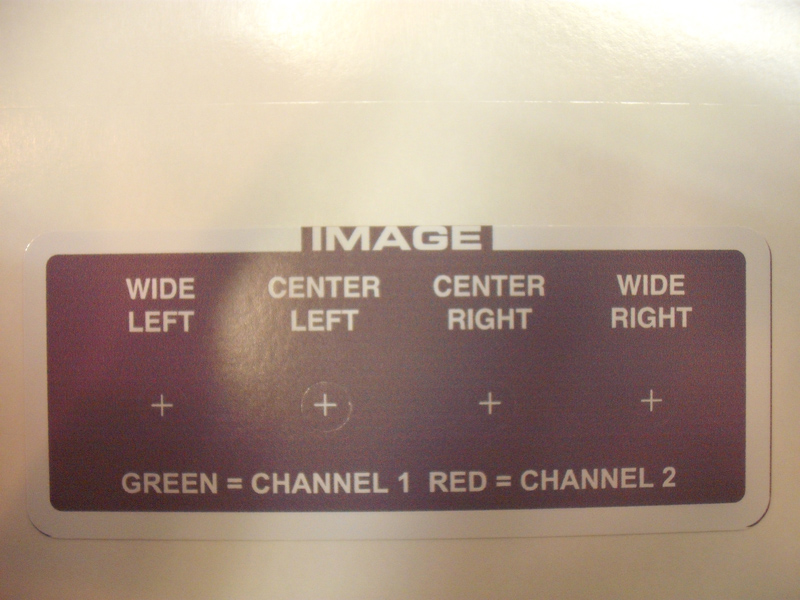 IMAGE
WIDE LEFT
CENTER LEFT
CENTER RIGHT
WIDE RIGHT
GREEN = CHANNEL 1 RED = CHANNEL 2